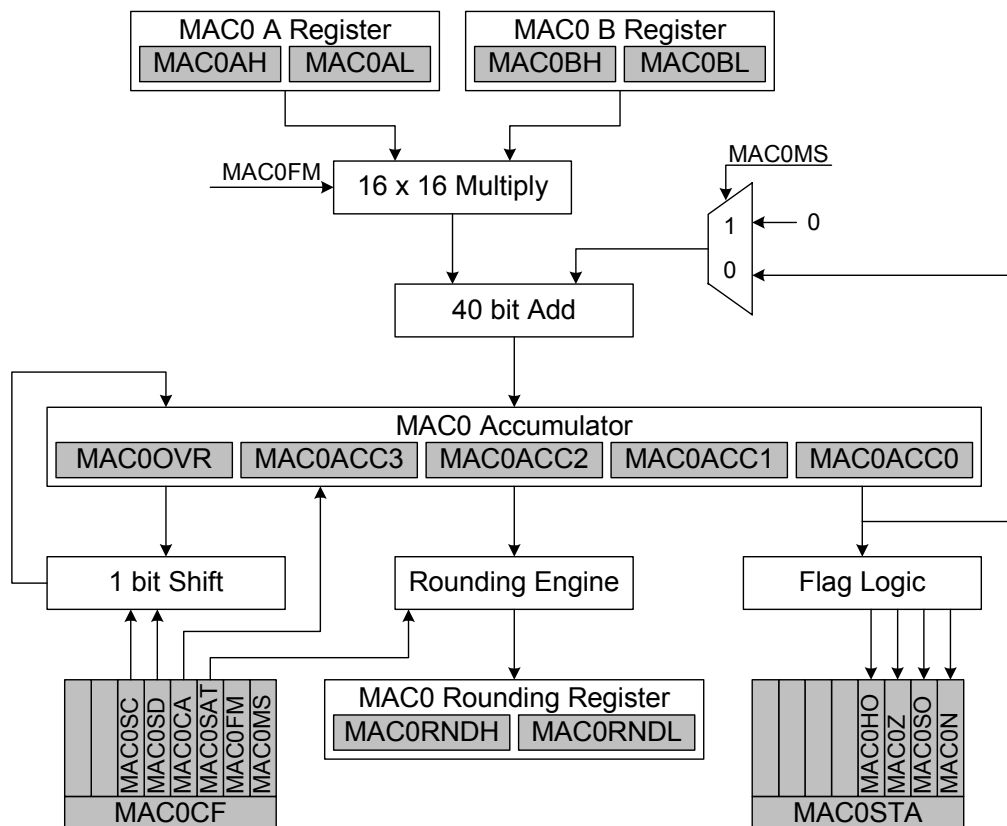 MAC0 A Register
MAC0AH MAC0AL
MAC0 B Register
MAC0BH MAC0BL
MAC0FM
16 x 16 Multiply
MAC0MS
1
0
0
40 bit Add
MAC0 Accumulator
MAC0OVR MAC0ACC3 MAC0ACC2 MAC0ACC1 MAC0ACC0
1 bit Shift
Rounding Engine
Flag Logic
MAC0SC
MAC0SD
MAC0CA
MAC0SAT
MAC0FM
MAC0MS
MAC0CF
MAC0 Rounding Register
MAC0RNDH MAC0RNDL
MAC0HO
MAC0Z
MAC0SO
MAC0N
MAC0STA